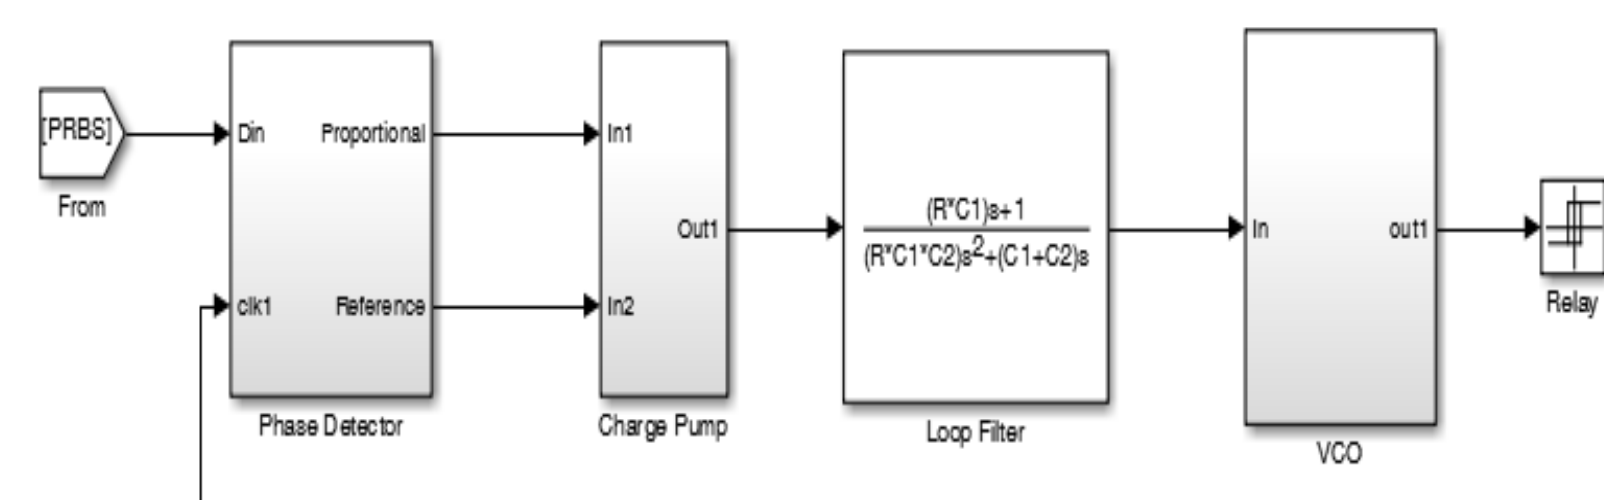 [PRBS]
From
Din
Proportional
clk1
Reference
Phase Detector
In1
Out1
In2
Charge Pump
(R*C1)s+1
(R*C1*C2)s²+(C1+C2)s
Loop Filter
In
out1
VCO
Relay